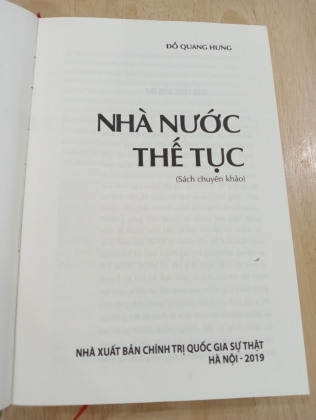 ĐỖ QUANG HƯNG
NHÀ NƯỚC
THẾ TỤC
(Sách chuyên khảo)
NHÀ XUẤT BẢN CHÍNH TRỊ QUỐC GIA SỰ THẬT
HÀ NỘI - 2019